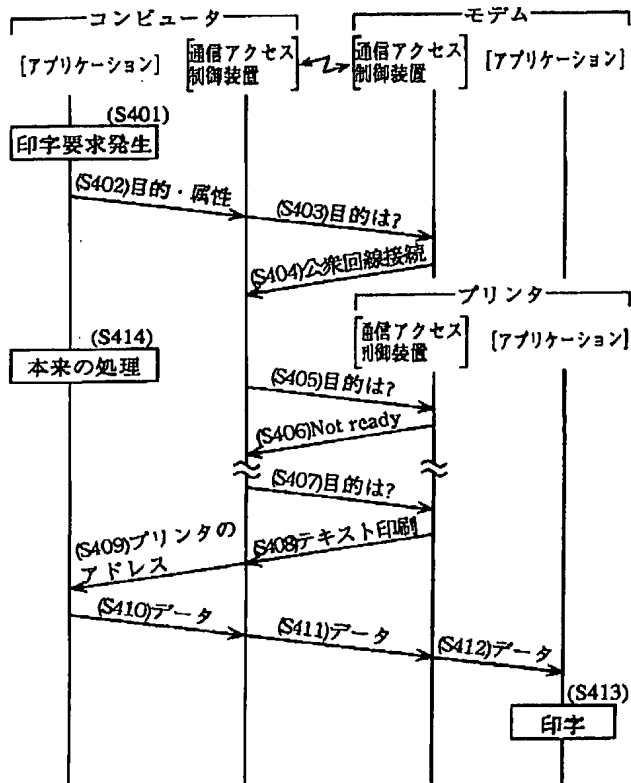 コンピュータ
モデム
[アプリケーション]
[通信アクセス
制御装置]
[通信アクセス
制御装置]
[アプリケーション]
(S401)
印字要求発生
(S402)目的・属性
(S403)目的は?
(S404)公衆回線接続
プリンタ
[通信アクセス
制御装置]
[アプリケーション]
(S414)
本来の処理
(S405)目的は?
(S406)Not ready
(S407)目的は?
(S408)テキスト印刷
(S409)プリンタの
アドレス
(S410)データ
(S411)データ
(S412)データ
(S413)
印字